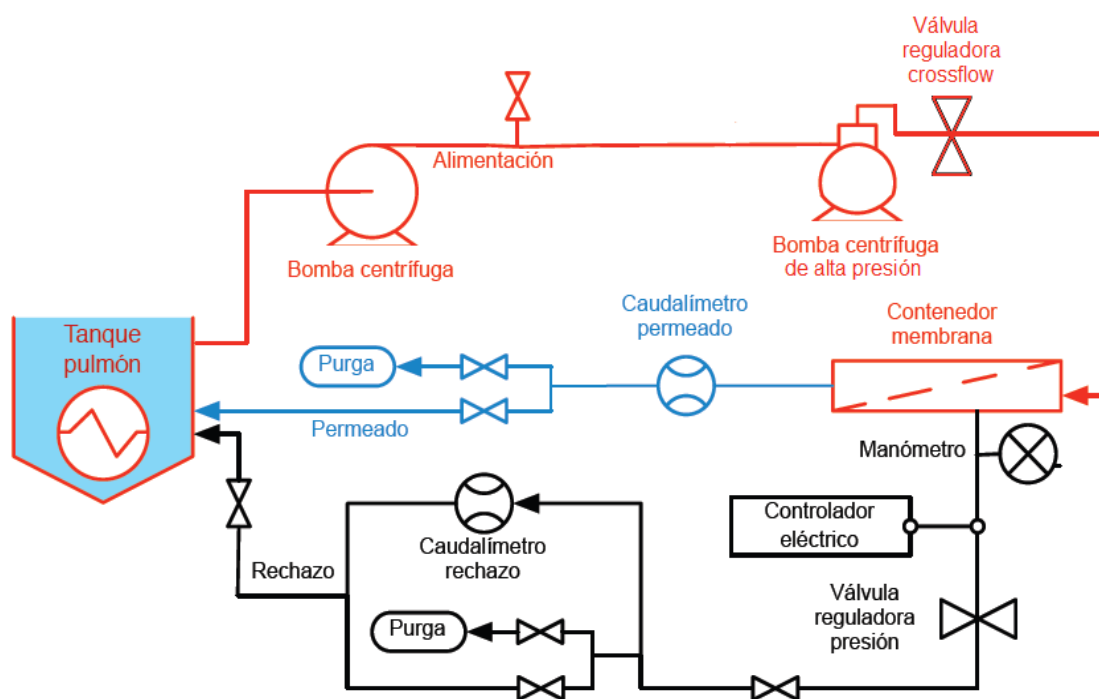 Válvula
reguladora
crossflow
Alimentación
Bomba centrífuga
Bomba centrífuga
de alta presión
Tanque
pulmón
Caudalímetro
permeado
Contenedor
membrana
Purga
Permeado
Manómetro
Controlador
eléctrico
Caudalímetro
rechazo
Rechazo
Válvula
reguladora
presión
Purga